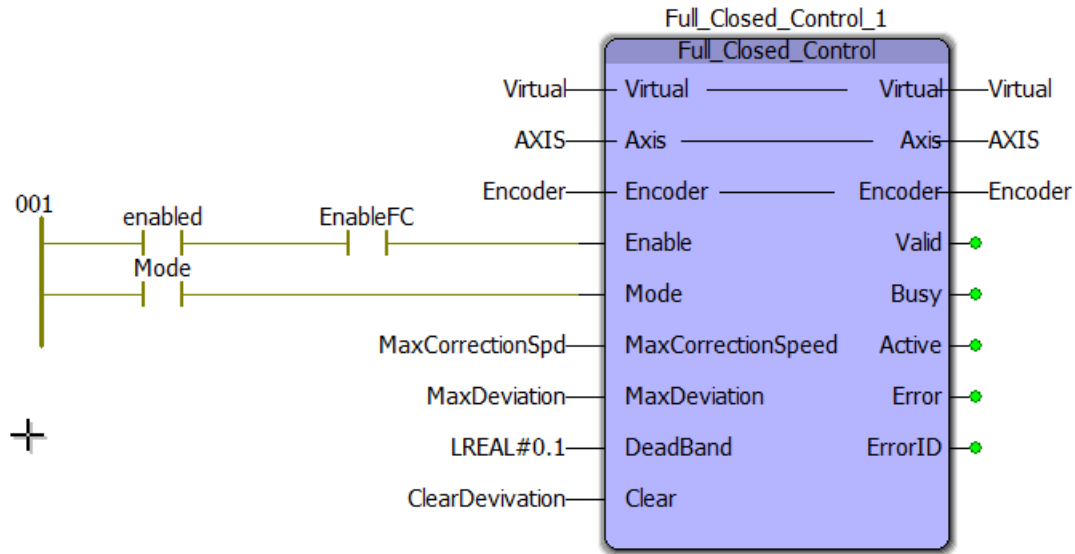 Full_Closed_Control_1
Full_Closed_Control
Virtual Virtual Virtual Virtual
AXIS Axis Axis AXIS
Encoder Encoder Encoder Encoder
001
enabled EnableFC Enable Valid
Mode Mode Busy
MaxCorrectionSpd MaxCorrectionSpeed Active
MaxDeviation MaxDeviation Error
LREAL#0.1 DeadBand ErrorID
ClearDevivation Clear